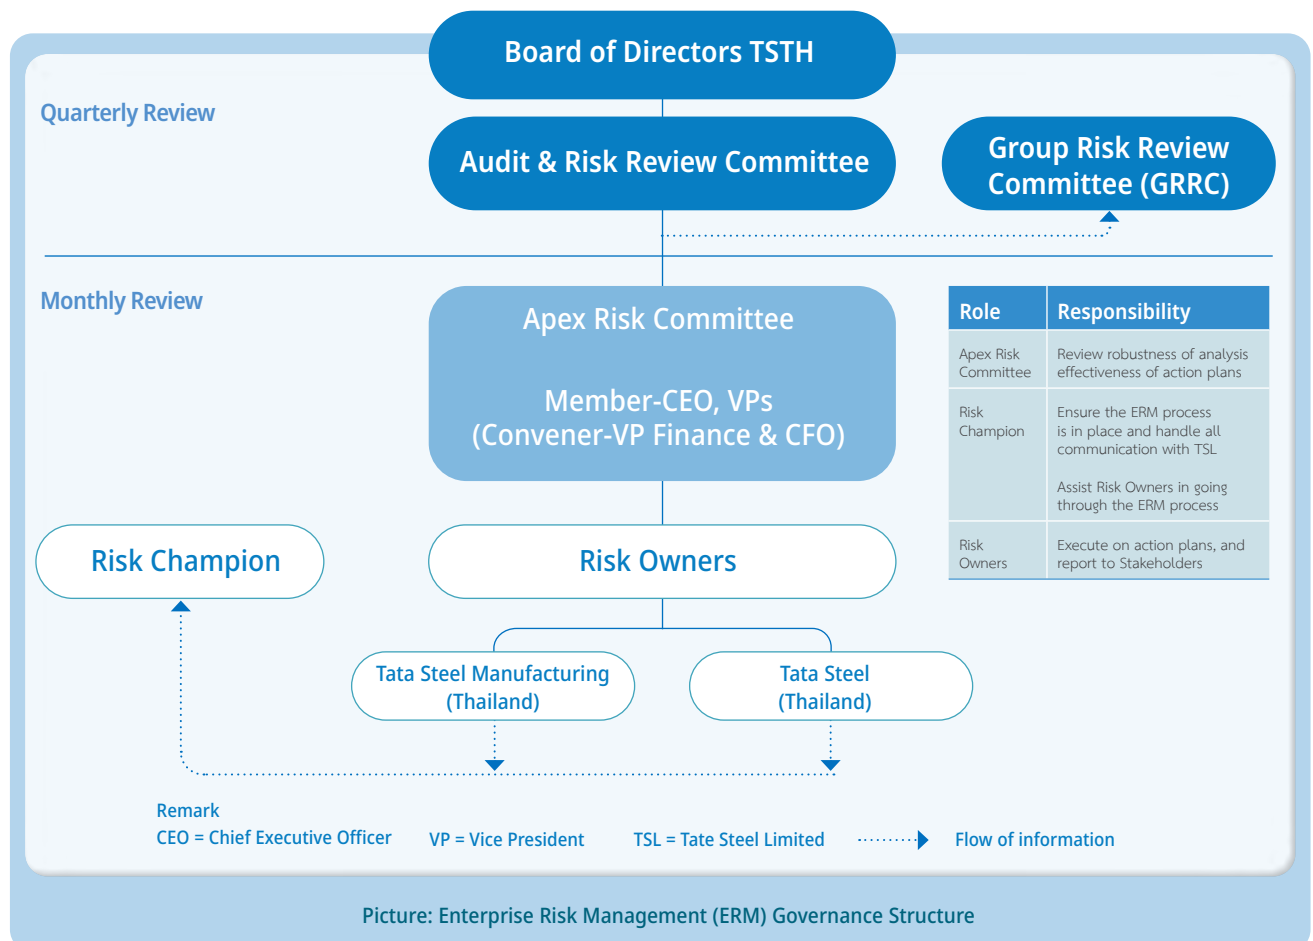 Board of Directors TSTH
Quarterly Review
Audit & Risk Review Committee
Group Risk Review
Committee (GRRC)
Monthly Review
Apex Risk Committee
Member-CEO, VPs
(Convener-VP Finance & CFO)
Role
Responsibility
Apex Risk
Committee
Review robustness of analysis
effectiveness of action plans
Risk
Champion
Ensure the ERM process
is in place and handle all
communication with TSL
Assist Risk Owners in going
through the ERM process
Risk
Owners
Execute on action plans, and
report to Stakeholders
Risk Champion
Risk Owners
Tata Steel Manufacturing
(Thailand)
Tata Steel
(Thailand)
Remark
CEO = Chief Executive Officer
VP = Vice President
TSL = Tate Steel Limited
Flow of information
Picture: Enterprise Risk Management (ERM) Governance Structure